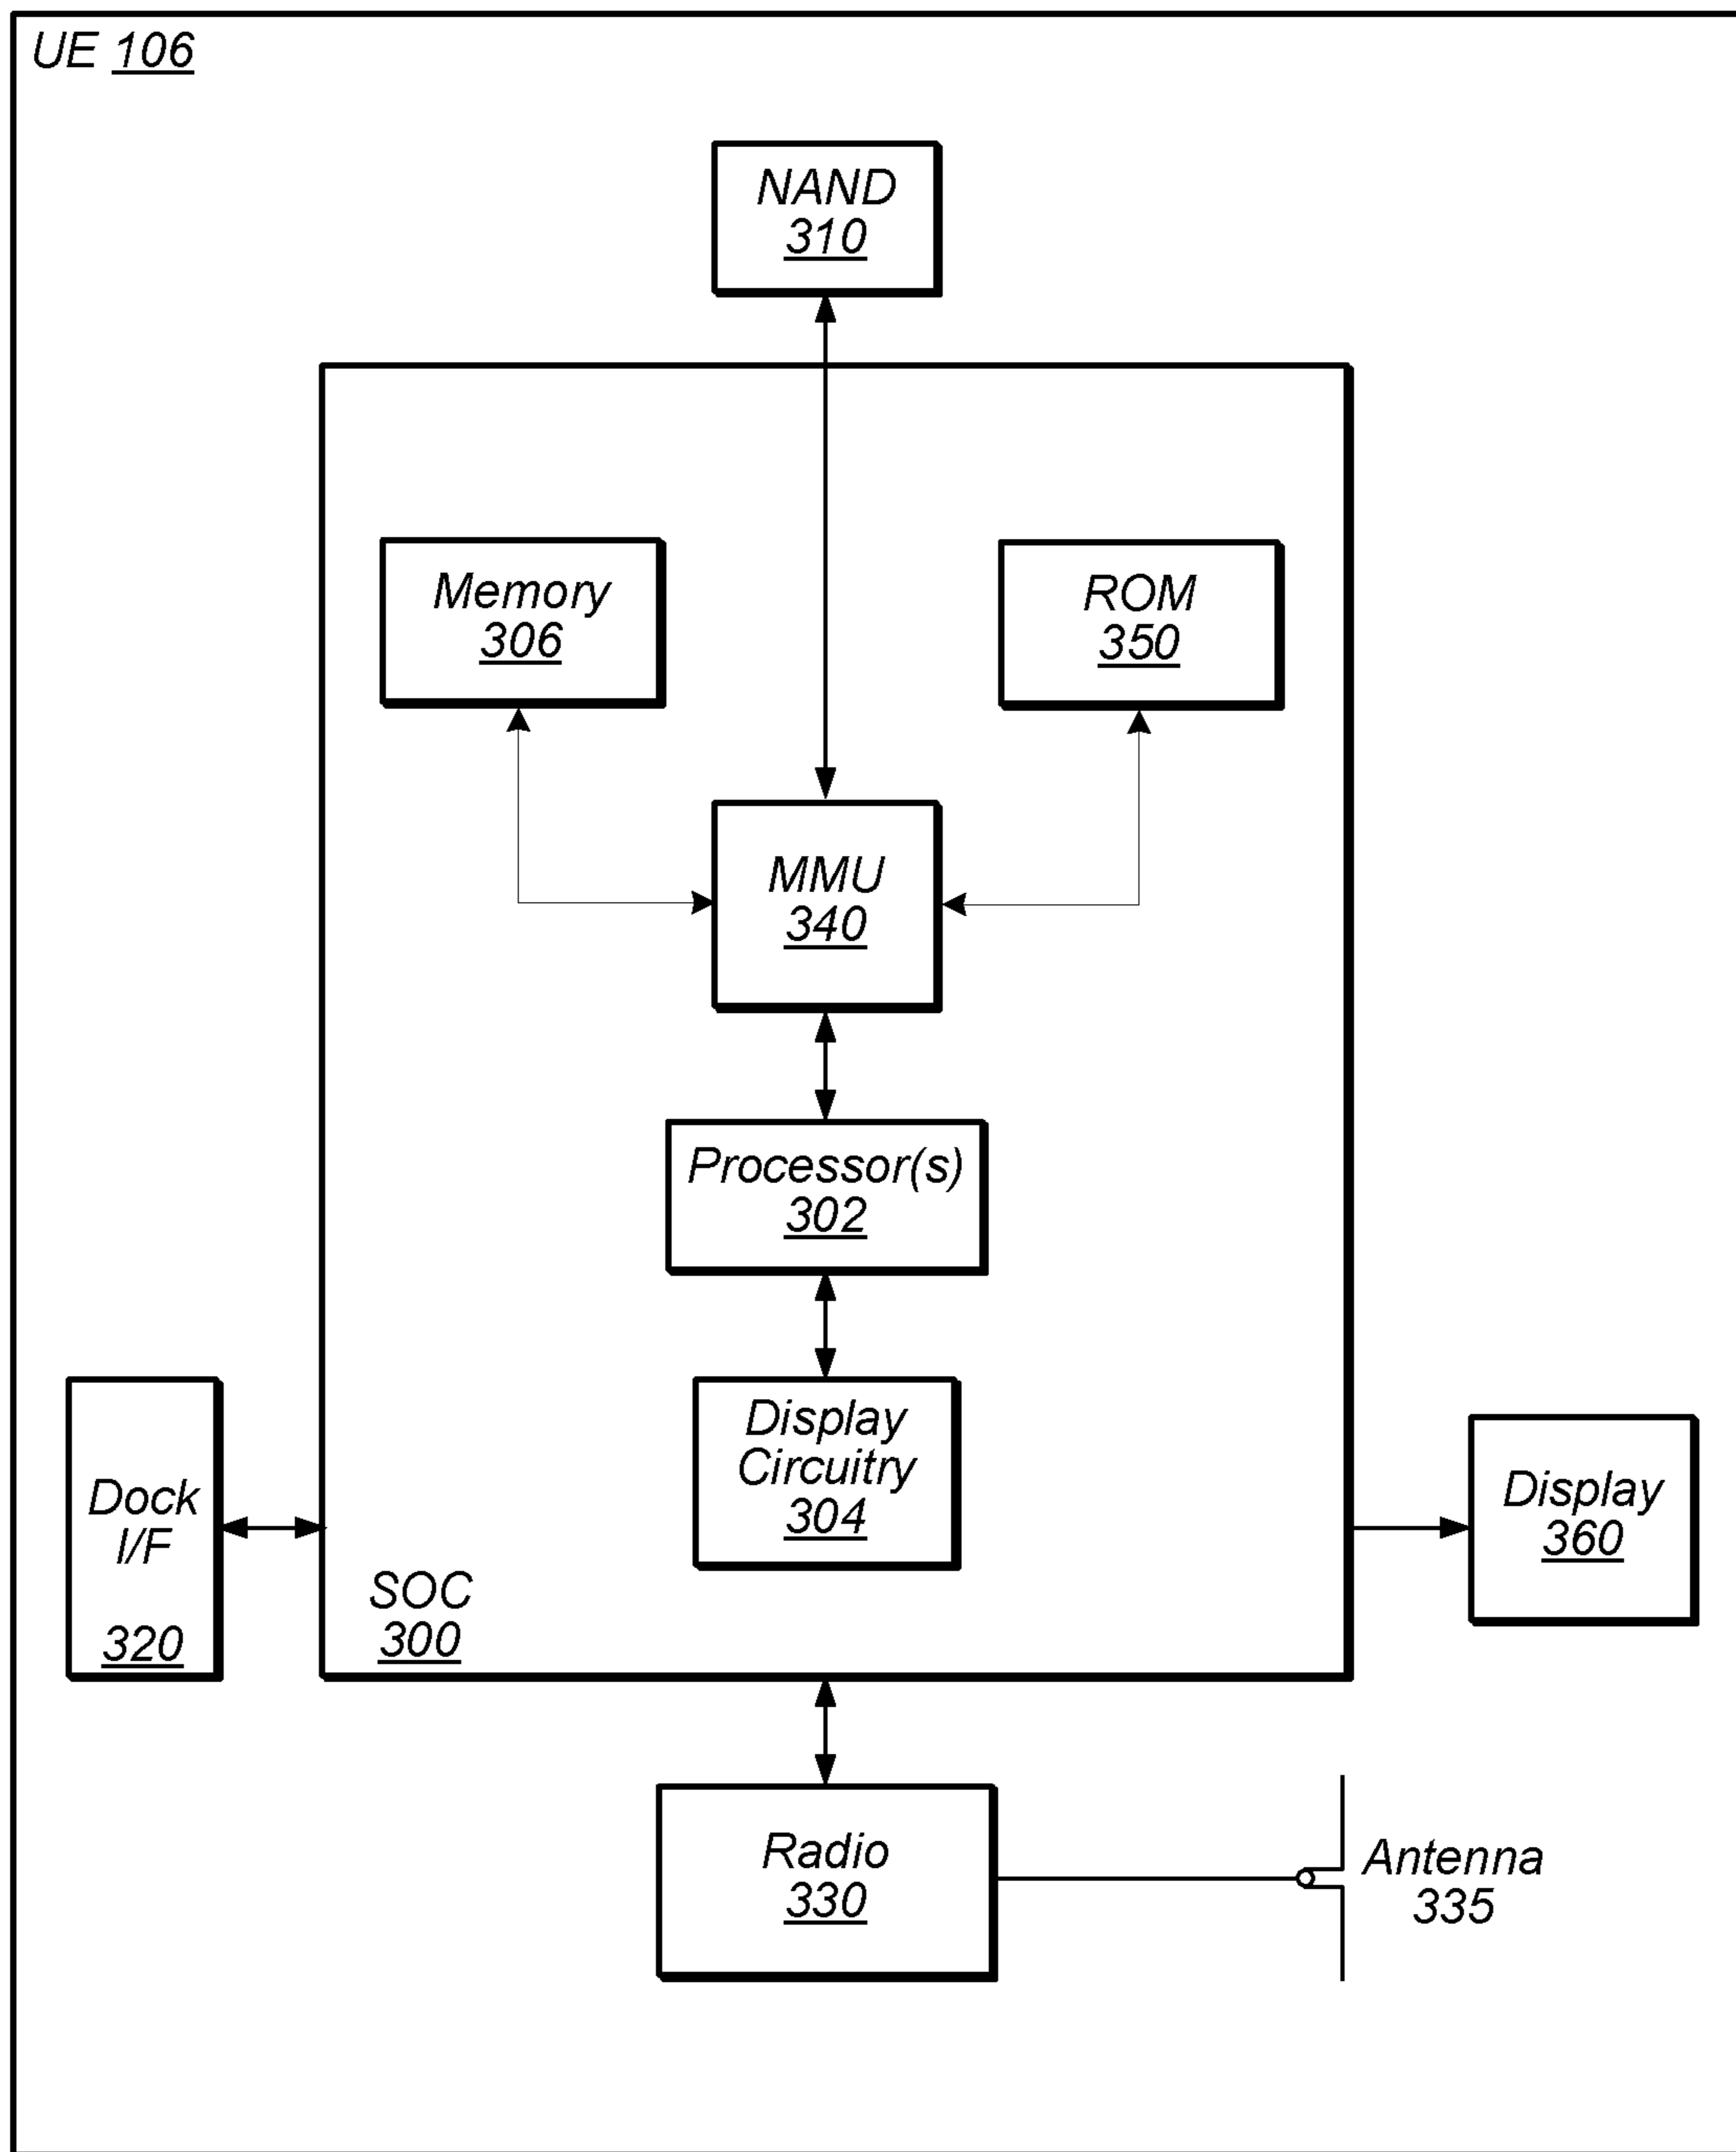 UE 106
NAND
310
Memory
306
ROM
350
MMU
340
Processor(s)
302
Display
Circuitry
304
Dock
I/F
320
SOC
300
Display
360
Radio
330
Antenna
335